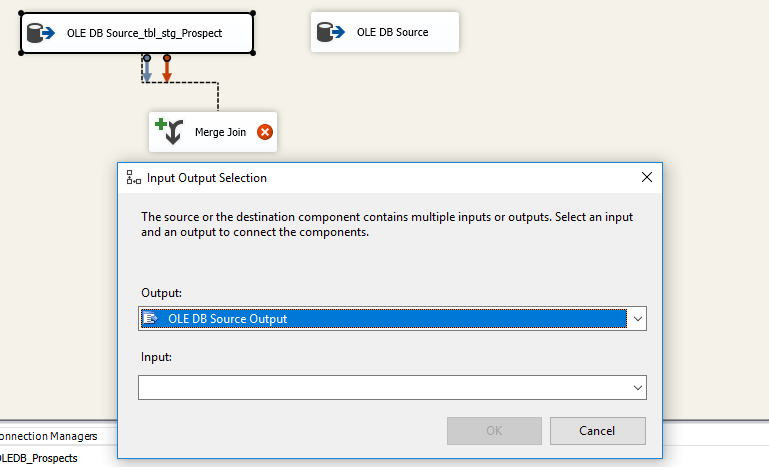 OLE DB Source_tbl_stg_Prospect
OLE DB Source
Merge Join
Input Output Selection
The source or the destination component contains multiple inputs or outputs. Select an input
and an output to connect the components.
Output:
OLE DB Source Output
Input:
OK
Cancel
onnection Managers
OLEDB_Prospects